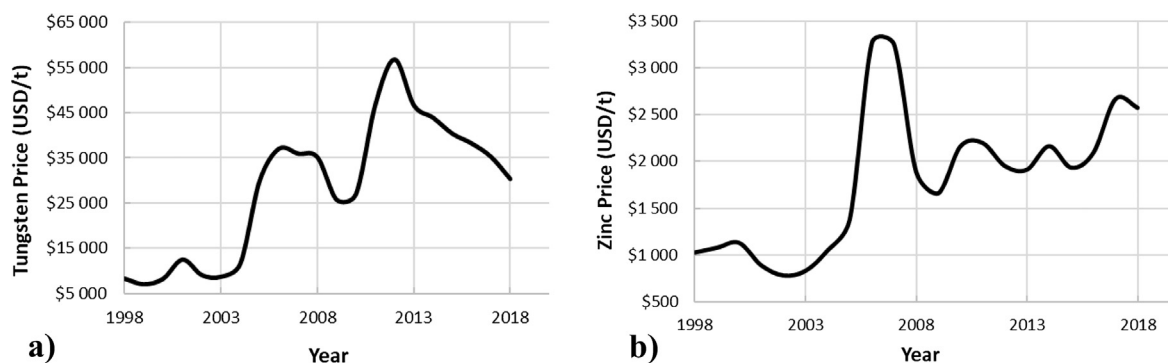 Tungsten Price (USD/t)
$65 000
$55 000
$45 000
$35 000
$25 000
$15 000
$5 000
1998 2003 2008 2013 2018
Year
a)
Zinc Price (USD/t)
$3 500
$3 000
$2 500
$2 000
$1 500
$1 000
$500
1998 2003 2008 2013 2018
Year
b)